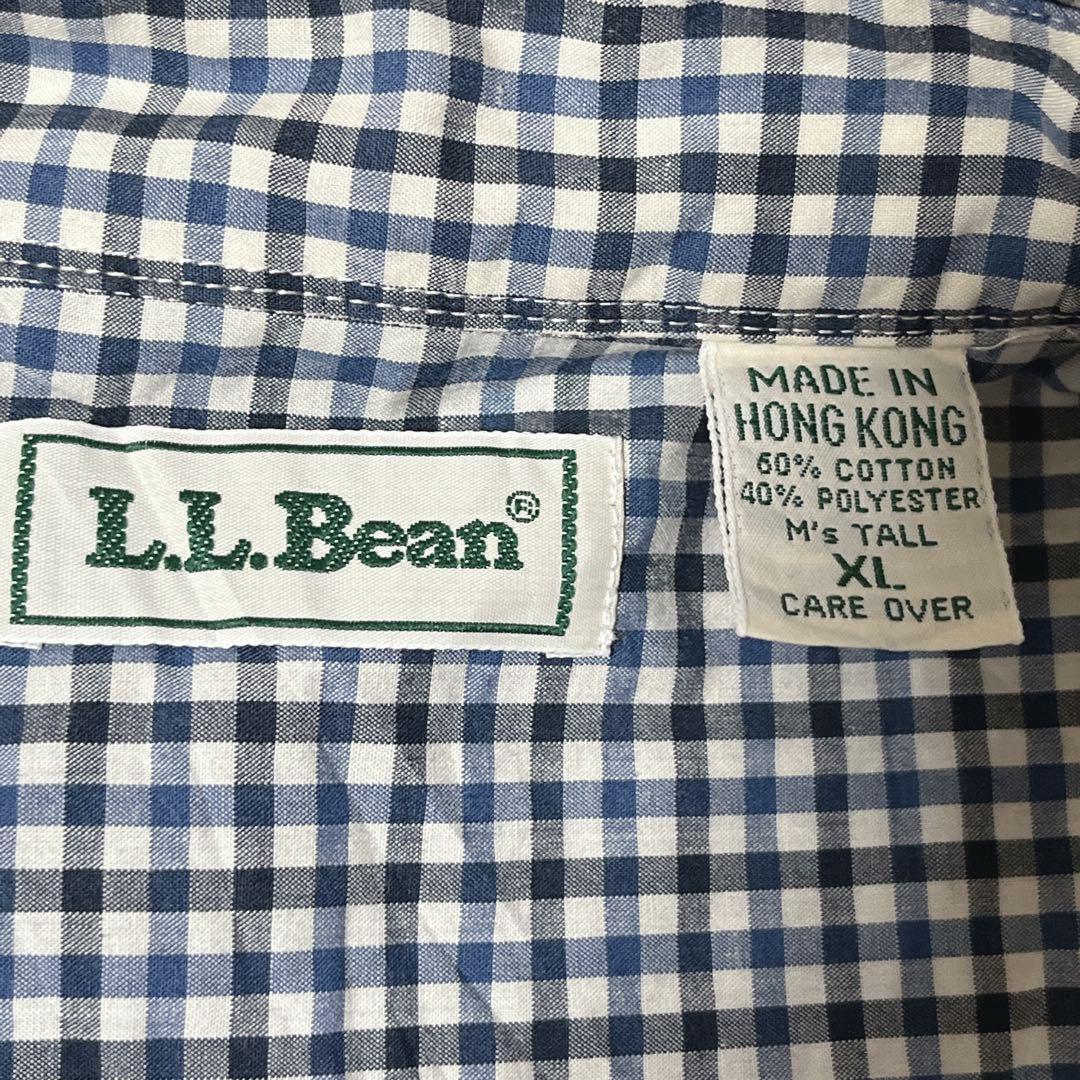 L.L.Bean®
MADE IN
HONG KONG
60% COTTON
40% POLYESTER
M's TALL
XL
CARE OVER